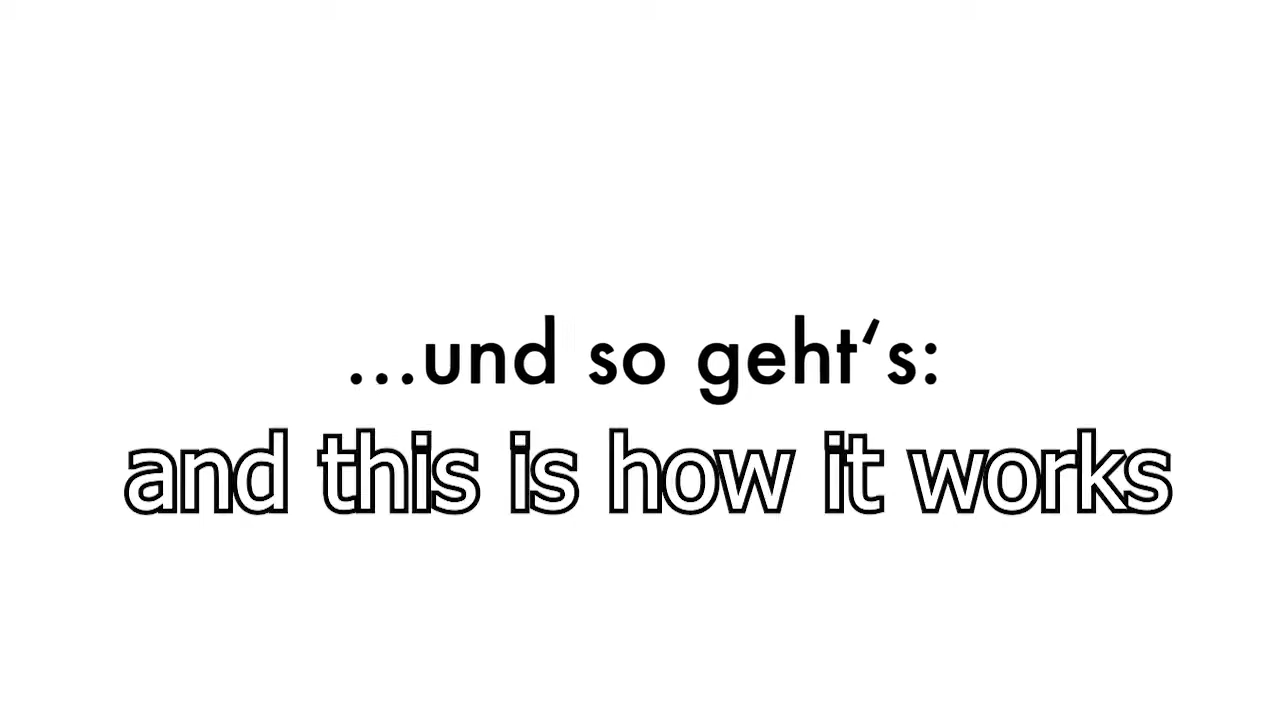 ...und so geht‘s:
and this is how it works